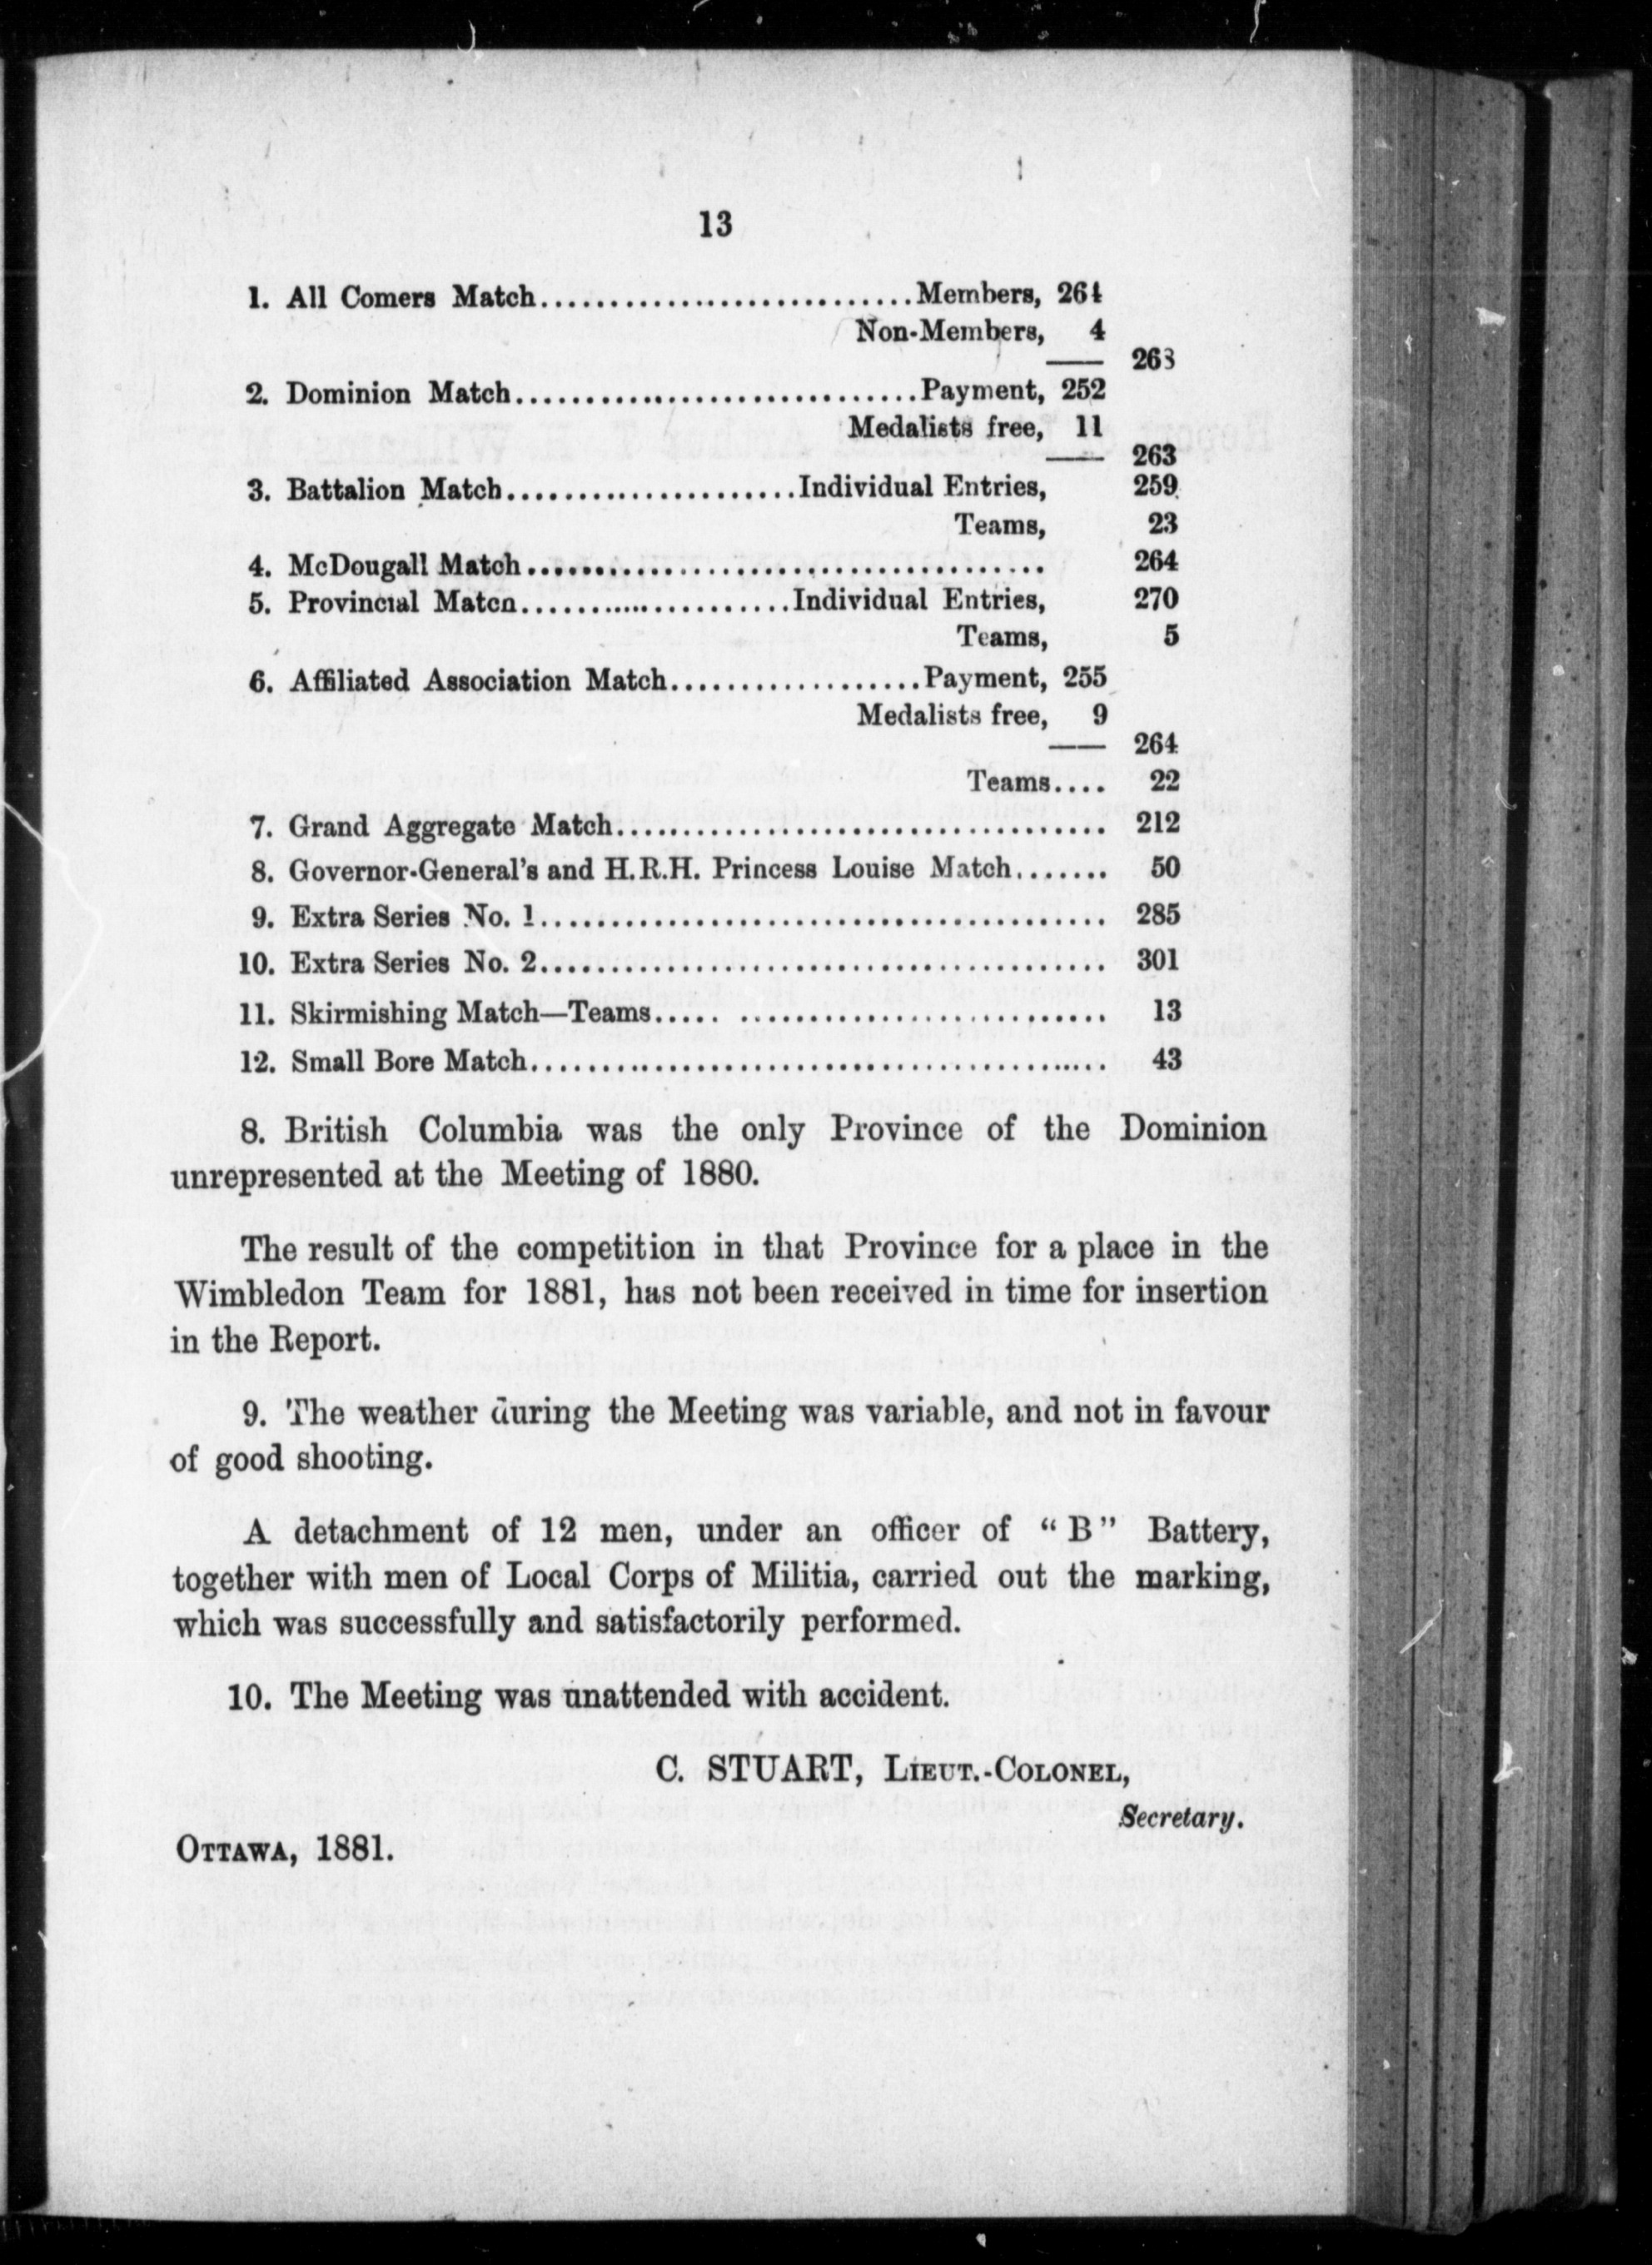 13
1. All Comers Match............................Members, 264
Non-Members, 4
268
2. Dominion Match..............................Payment, 252
Medalists free, 11
263
3. Battalion Match.....................Individual Entries, 259
Teams, 23
4. McDougall Match..................................... 264
5. Provincial Match....................Individual Entries, 270
Teams, 5
6. Affiliated Association Match..................Payment, 255
Medalists free, 9
264
Teams.... 22
7. Grand Aggregate Match.................................. 212
8. Governor-General's and H.R.H. Princess Louise Match....... 50
9. Extra Series No. 1........................................ 285
10. Extra Series No. 2........................................ 301
11. Skirmishing Match—Teams..... .......................... 13
12. Small Bore Match......................................... 43
8. British Columbia was the only Province of the Dominion
unrepresented at the Meeting of 1880.
The result of the competition in that Province for a place in the
Wimbledon Team for 1881, has not been received in time for insertion
in the Report.
9. The weather during the Meeting was variable, and not in favour
of good shooting.
A detachment of 12 men, under an officer of "B" Battery,
together with men of Local Corps of Militia, carried out the marking,
which was successfully and satisfactorily performed.
10. The Meeting was unattended with accident.
C. STUART, LIEUT.-COLONEL,
Secretary.
OTTAWA, 1881.